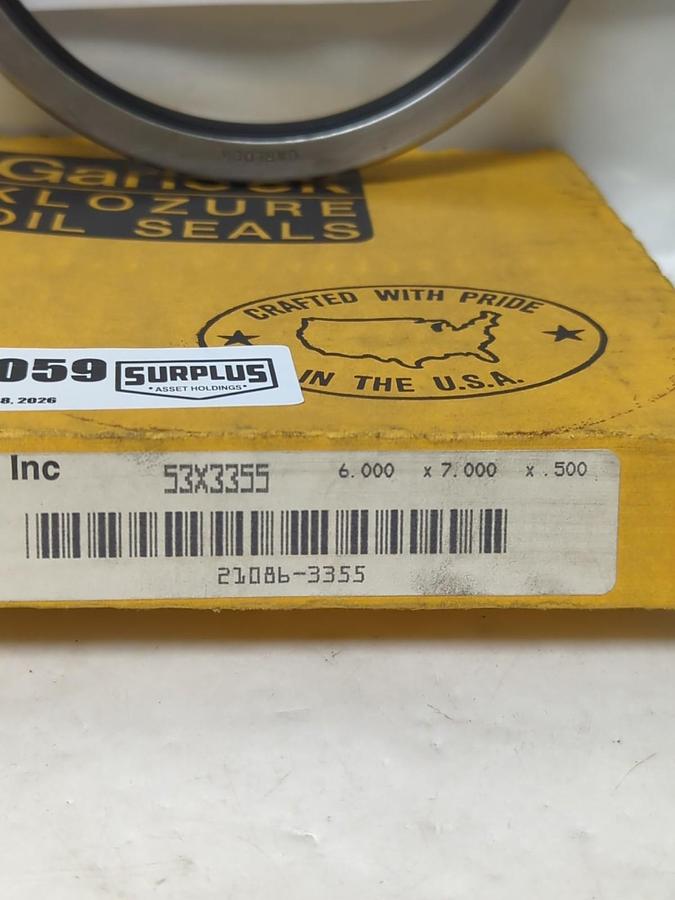 Garlock
KLOZURE
OIL SEALS
CRAFTED WITH PRIDE
IN THE U.S.A.
059 SURPLUS
ASSET HOLDINGS
8, 2026
Inc 53X3355 6.000 x 7.000 x .500
21086-3355